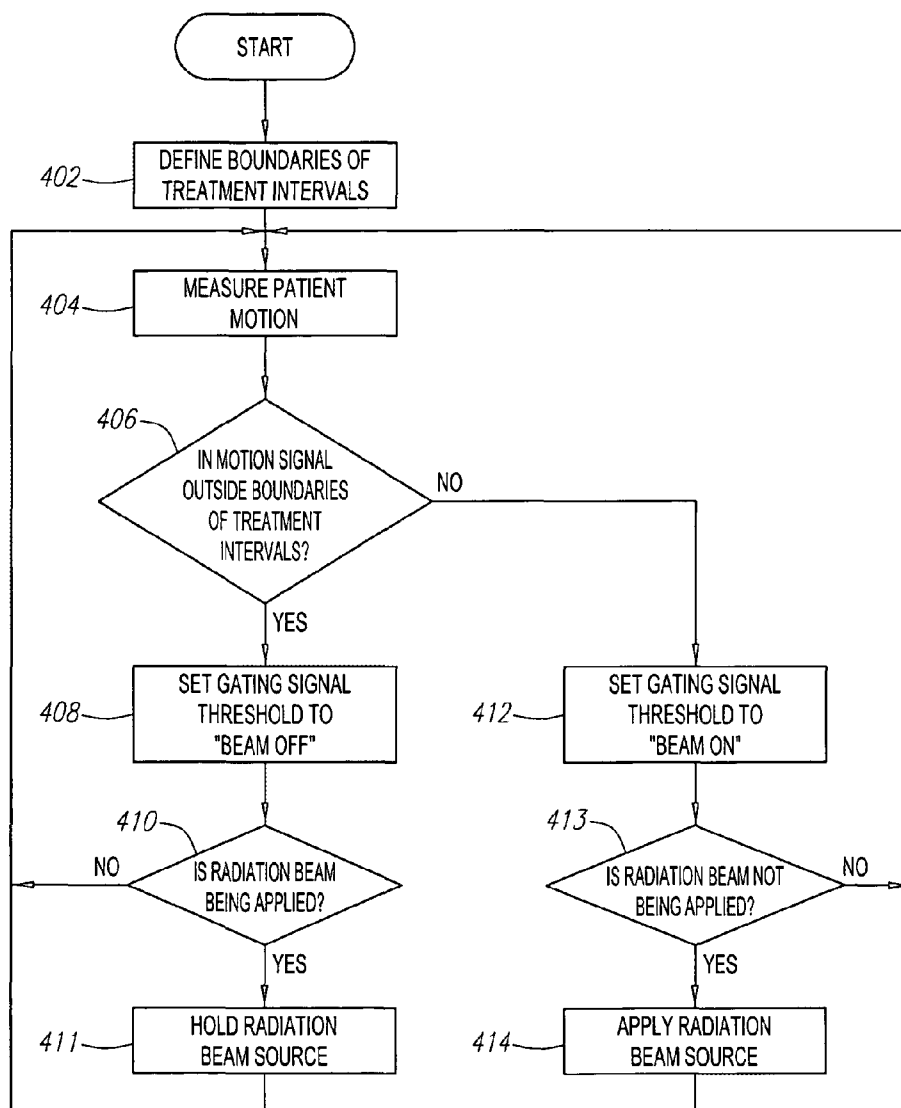 START
402
DEFINE BOUNDARIES OF
TREATMENT INTERVALS
404
MEASURE PATIENT
MOTION
406
IN MOTION SIGNAL
OUTSIDE BOUNDARIES
OF TREATMENT
INTERVALS?
NO
YES
408
SET GATING SIGNAL
THRESHOLD TO
"BEAM OFF"
412
SET GATING SIGNAL
THRESHOLD TO
"BEAM ON"
410
NO
IS RADIATION BEAM
BEING APPLIED?
YES
413
IS RADIATION BEAM NOT
BEING APPLIED?
NO
YES
411
HOLD RADIATION
BEAM SOURCE
414
APPLY RADIATION
BEAM SOURCE